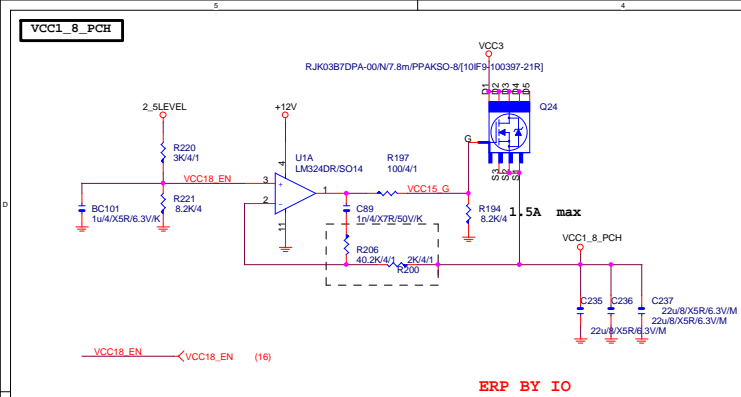 5
4
VCC1_8_PCH
VCC3
RJK03B7DPA-00/N/7.8m/PPAKSO-8/[10IF9-100397-21R]
D1
D2
D3
D4
D5
2_5LEVEL
+12V
Q24
R220
3K/4/1
4
U1A
LM324DR/SO14
R197
100/4/1
G
VCC18_EN
3
+
1
VCC15_G
S3
S2
S1
BC101
1u/4/X5R/6.3V/K
R221
8.2K/4
2
-
C89
1n/4/X7R/50V/K
R194
8.2K/4
1.5A max
D
11
VCC1_8_PCH
R206
40.2K/4/1
2K/4/1
R200
C235
C236
C237
22u/8/X5R/6.3V/M
22u/8/X5R/6.3V/M
22u/8/X5R/6.3V/M
VCC18_EN
VCC18_EN
(16)
ERP BY IO